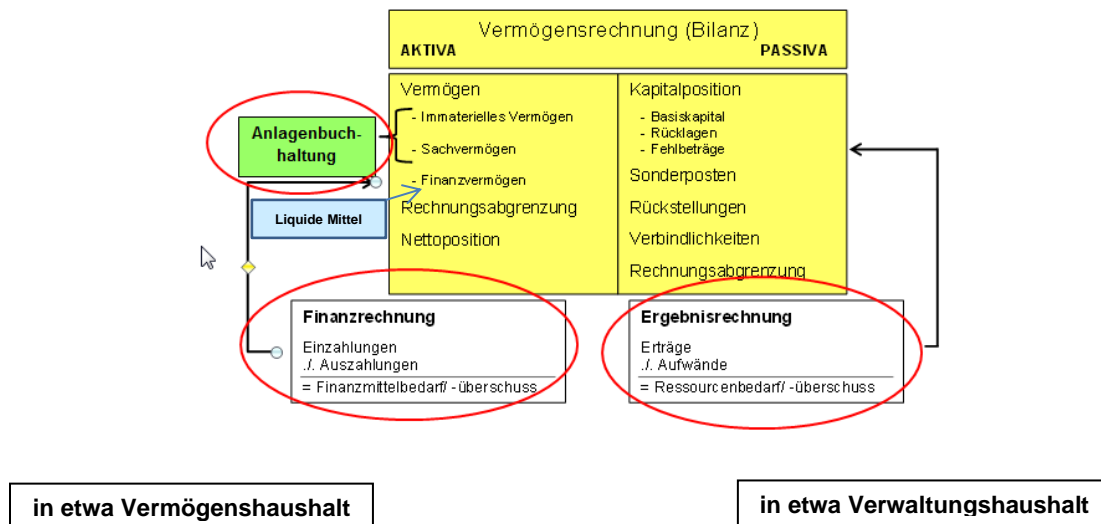 Vermögensrechnung (Bilanz)
AKTIVA
PASSIVA
Vermögen
- Immaterielles Vermögen
- Sachvermögen
- Finanzvermögen
Rechnungsabgrenzung
Nettoposition
Kapitalposition
- Basiskapital
- Rücklagen
- Fehlbeträge
Sonderposten
Rückstellungen
Verbindlichkeiten
Rechnungsabgrenzung
Anlagenbuch-
haltung
Liquide Mittel
Finanzrechnung
Einzahlungen
./. Auszahlungen
= Finanzmittelbedarf/ -überschuss
Ergebnisrechnung
Erträge
./. Aufwände
= Ressourcenbedarf/ -überschuss
in etwa Vermögenshaushalt
in etwa Verwaltungshaushalt